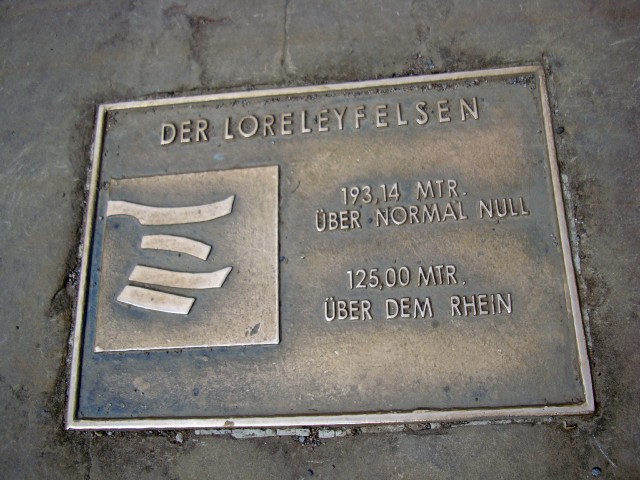 DER LORELEYFELSEN
193,14 MTR.
ÜBER NORMAL NULL
125,00 MTR.
ÜBER DEM RHEIN